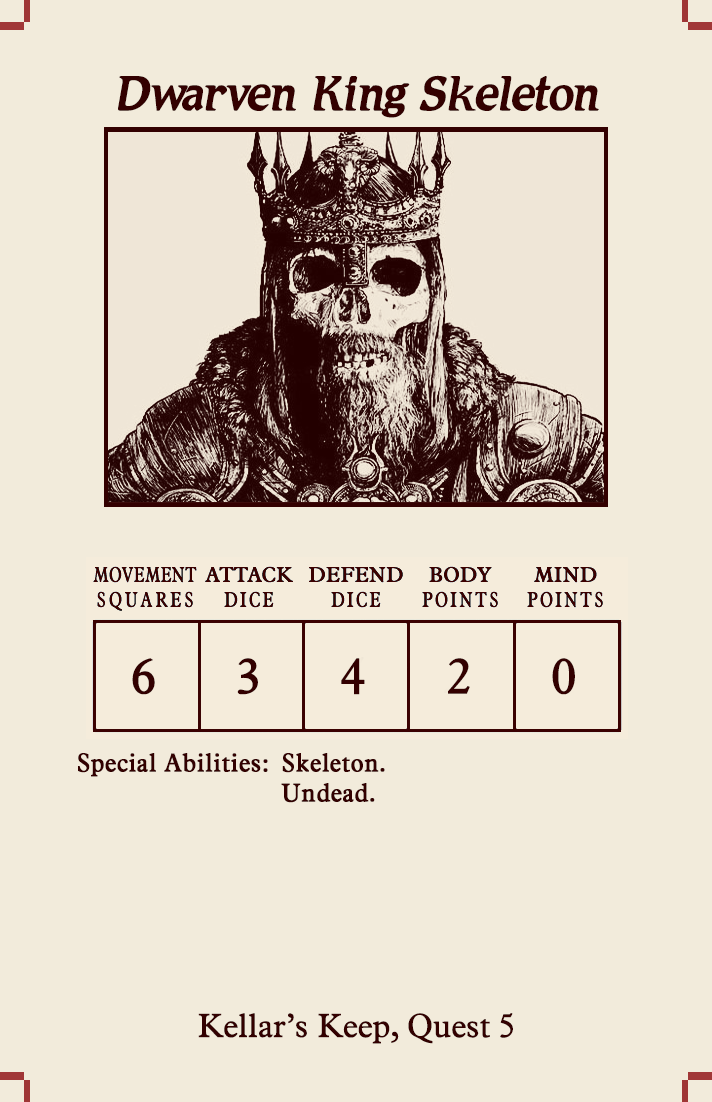 Dwarven King Skeleton
MOVEMENT ATTACK DEFEND BODY MIND
SQUARES DICE DICE POINTS POINTS
6 3 4 2 0
Special Abilities: Skeleton.
Undead.
Kellar’s Keep, Quest 5